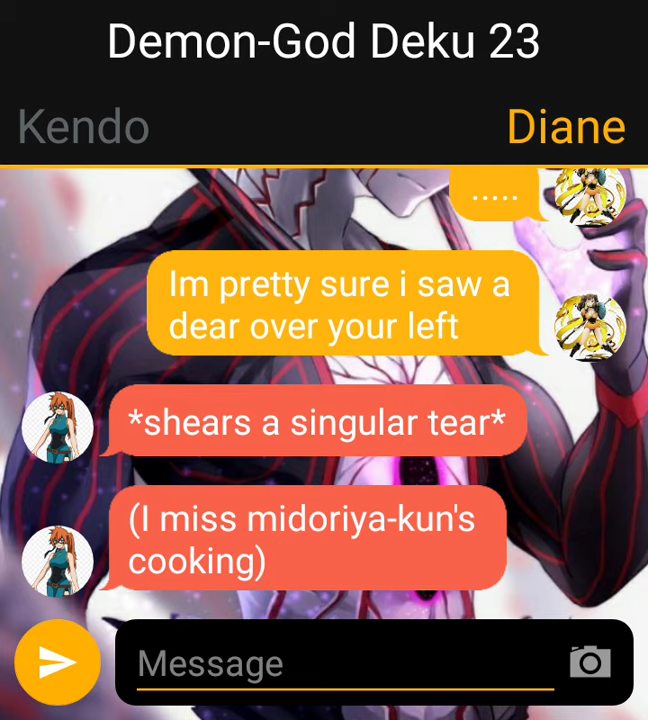 Demon-God Deku 23
Kendo
Diane
.....
Im pretty sure i saw a
dear over your left
*shears a singular tear*
(I miss midoriya-kun's
cooking)
Message